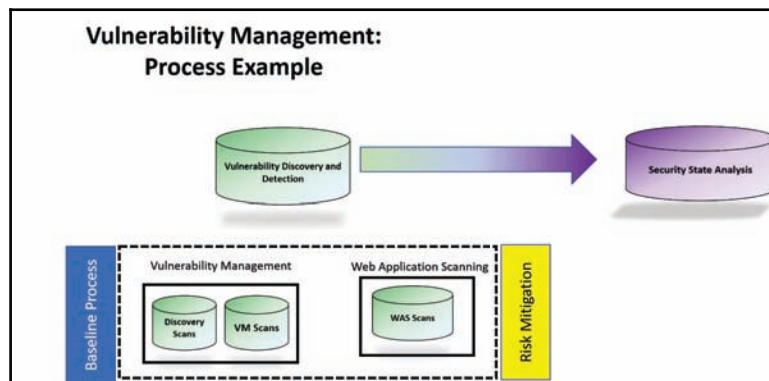 Vulnerability Management:
Process Example
Vulnerability Discovery and
Detection
Security State Analysis
Baseline Process
Vulnerability Management
Discovery
Scans
VM Scans
Web Application Scanning
WAS Scans
Risk Mitigation